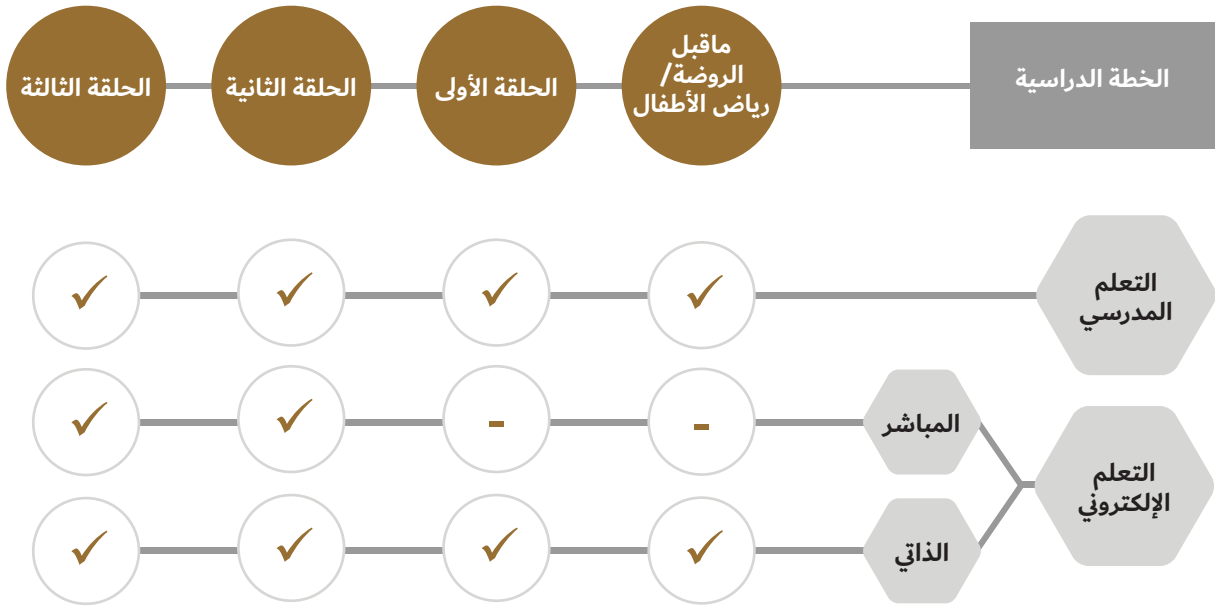 الخطة الدراسية
ماقبل
الروضة/
رياض الأطفال
الحلقة الأولى
الحلقة الثانية
الحلقة الثالثة
التعلم
المدرسي
✓ ✓ ✓ ✓
التعلم
الإلكتروني
المباشر
- - ✓ ✓
الذاتي
✓ ✓ ✓ ✓